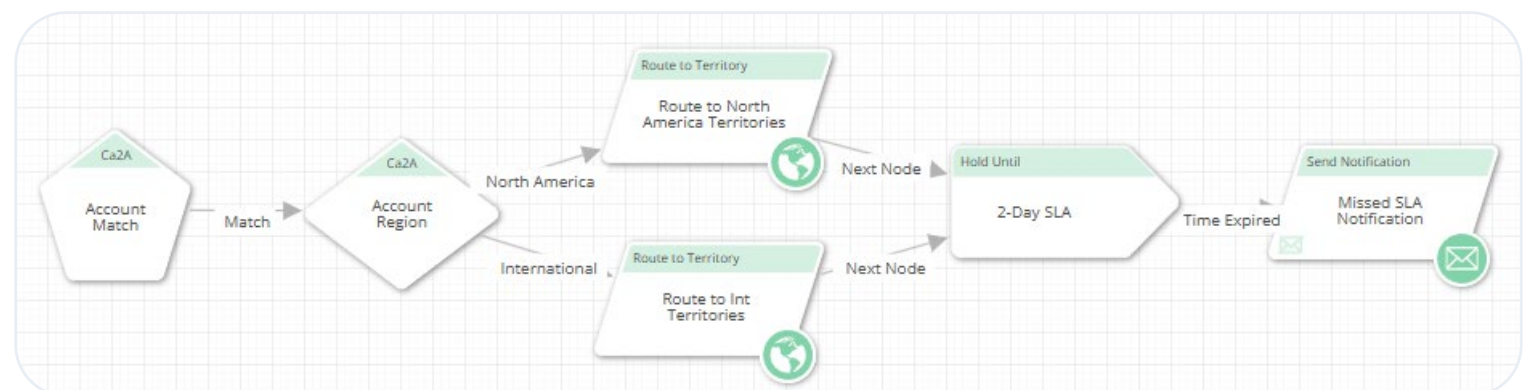 Ca2A
Account
Match
Match
Ca2A
Account
Region
North America
International
Route to Territory
Route to North
America Territories
Route to Territory
Route to Int
Territories
Next Node
Next Node
Hold Until
2-Day SLA
Time Expired
Send Notification
Missed SLA
Notification